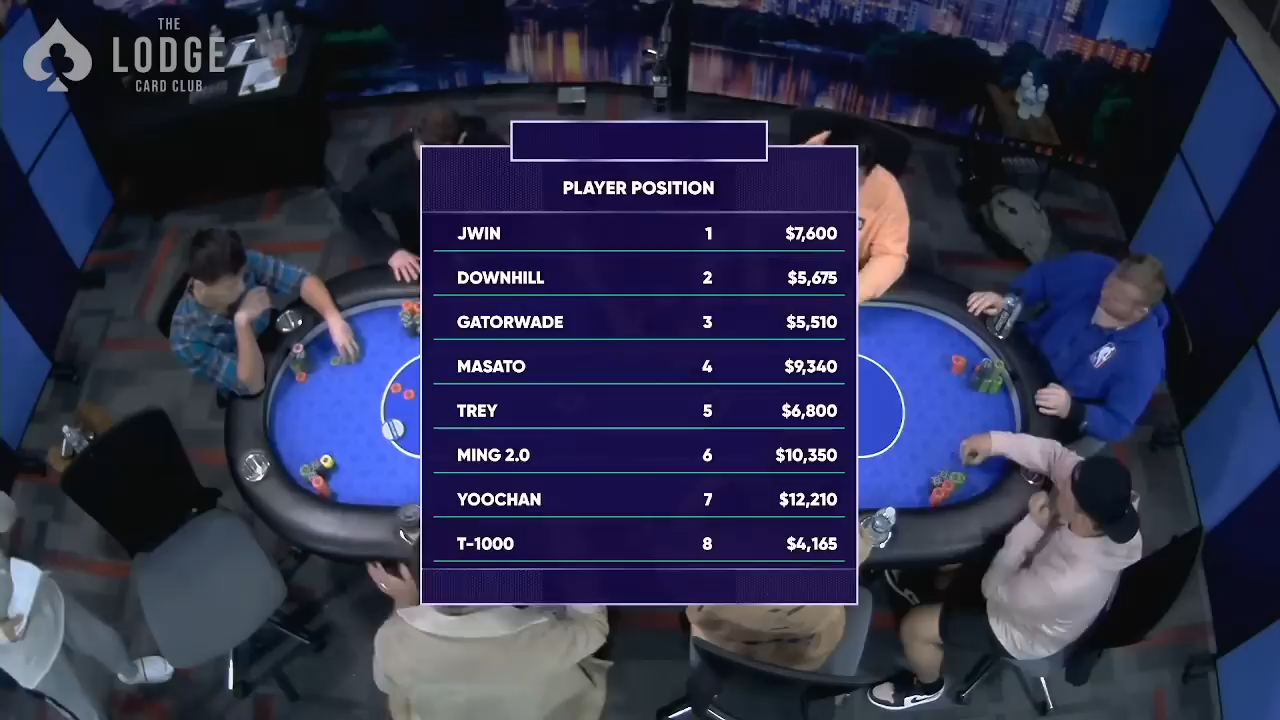 THE
LODGE
CARD CLUB
PLAYER POSITION
JWIN 1 $7,600
DOWNHILL 2 $5,675
GATORWADE 3 $5,510
MASATO 4 $9,340
TREY 5 $6,800
MING 2.0 6 $10,350
YOOCHAN 7 $12,210
T-1000 8 $4,165